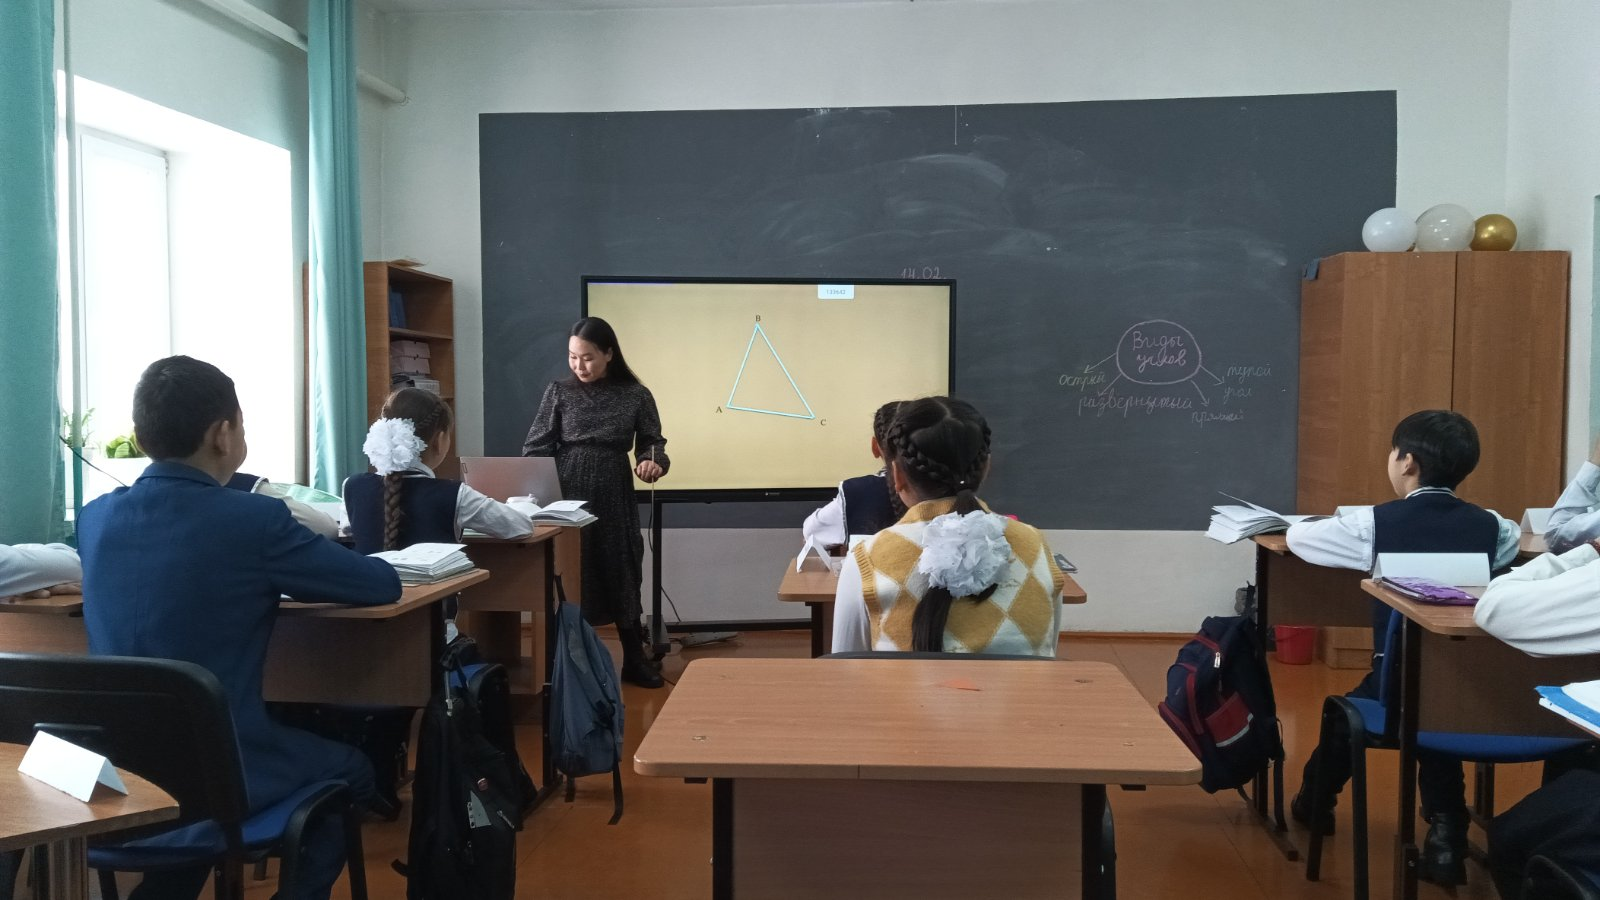 14.02.
B
A
C
Виды
углов
острый
развернутый
прямой
тупой
угол